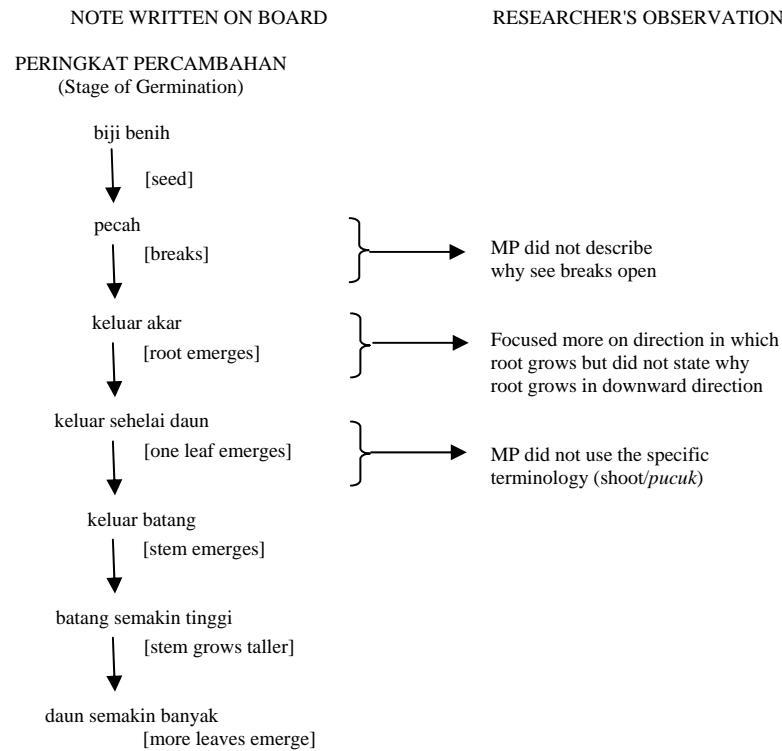 NOTE WRITTEN ON BOARD
RESEARCHER'S OBSERVATION
PERINGKAT PERCAMBAHAN
(Stage of Germination)
biji benih
[seed]
pecah
[breaks]
MP did not describe
why see breaks open
keluar akar
[root emerges]
Focused more on direction in which
root grows but did not state why
root grows in downward direction
keluar sehelai daun
[one leaf emerges]
MP did not use the specific
terminology (shoot/pucuk)
keluar batang
[stem emerges]
batang semakin tinggi
[stem grows taller]
daun semakin banyak
[more leaves emerge]